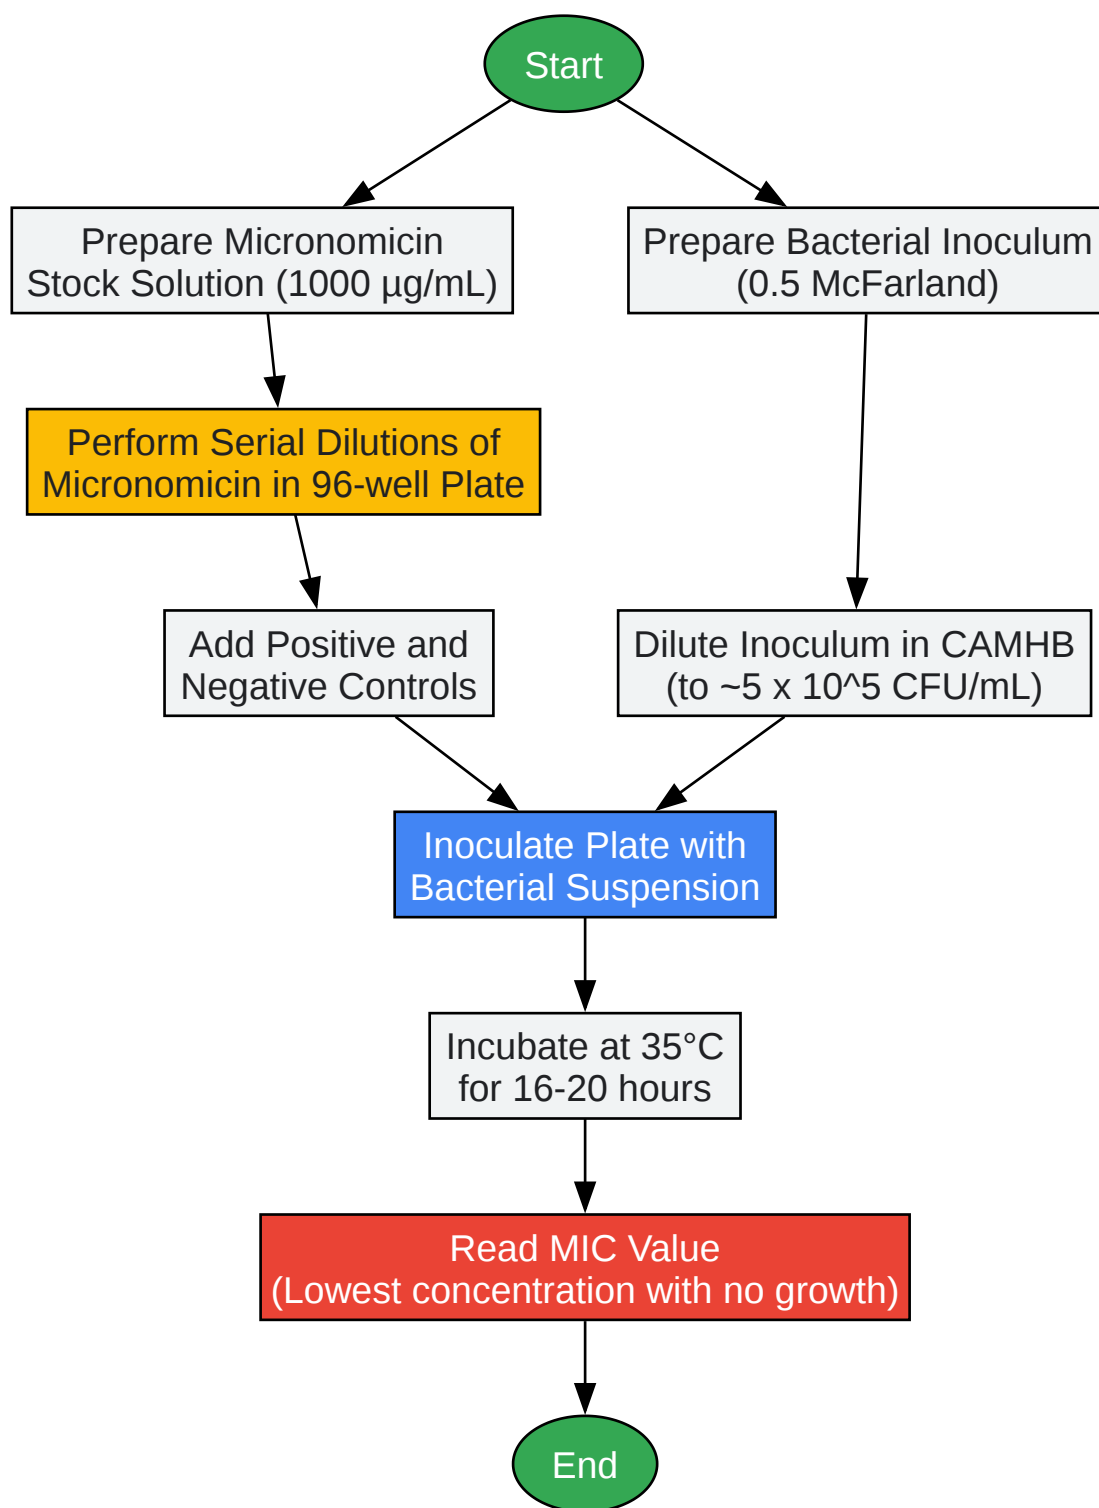 Start
Prepare Micronomicin
Stock Solution (1000 µg/mL)
Prepare Bacterial Inoculum
(0.5 McFarland)
Perform Serial Dilutions of
Micronomicin in 96-well Plate
Add Positive and
Negative Controls
Dilute Inoculum in CAMHB
(to ~5 x 10^5 CFU/mL)
Inoculate Plate with
Bacterial Suspension
Incubate at 35°C
for 16-20 hours
Read MIC Value
(Lowest concentration with no growth)
End